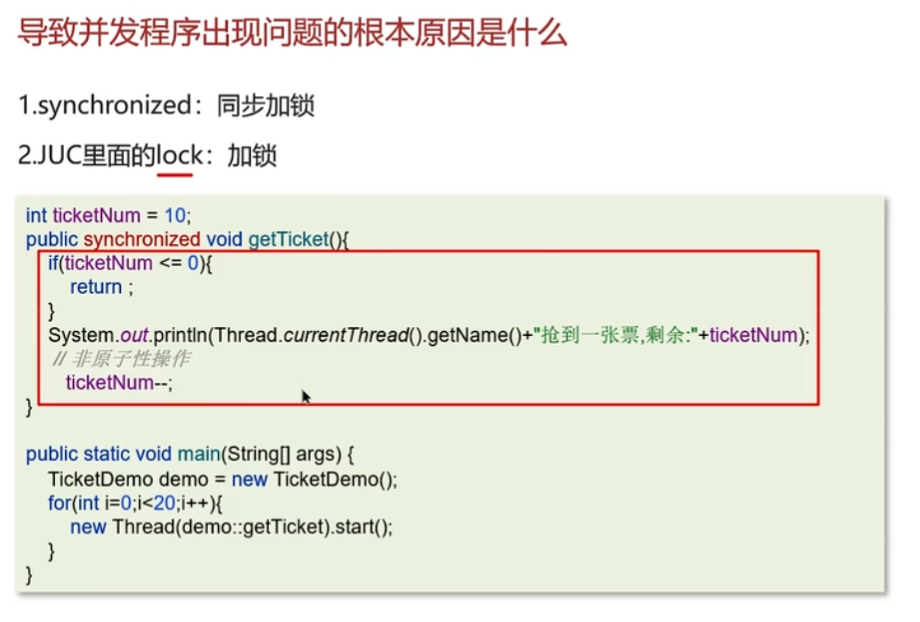 导致并发程序出现问题的根本原因是什么
1.synchronized：同步加锁
2.JUC里面的lock：加锁
int ticketNum = 10;
public synchronized void getTicket(){
if(ticketNum <= 0){
return ;
}
System.out.println(Thread.currentThread().getName()+"抢到一张票,剩余:"+ticketNum);
// 非原子性操作
ticketNum--;
}
public static void main(String[] args) {
TicketDemo demo = new TicketDemo();
for(int i=0;i<20;i++){
new Thread(demo::getTicket).start();
}
}